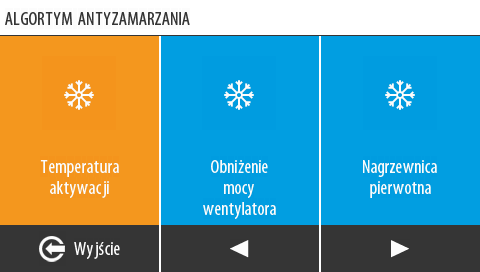 ALGORTYM ANTYZAMARZANIA
Temperatura
aktywacji
Obniżenie
mocy
wentylatora
Nagrzewnica
pierwotna
Wyjście